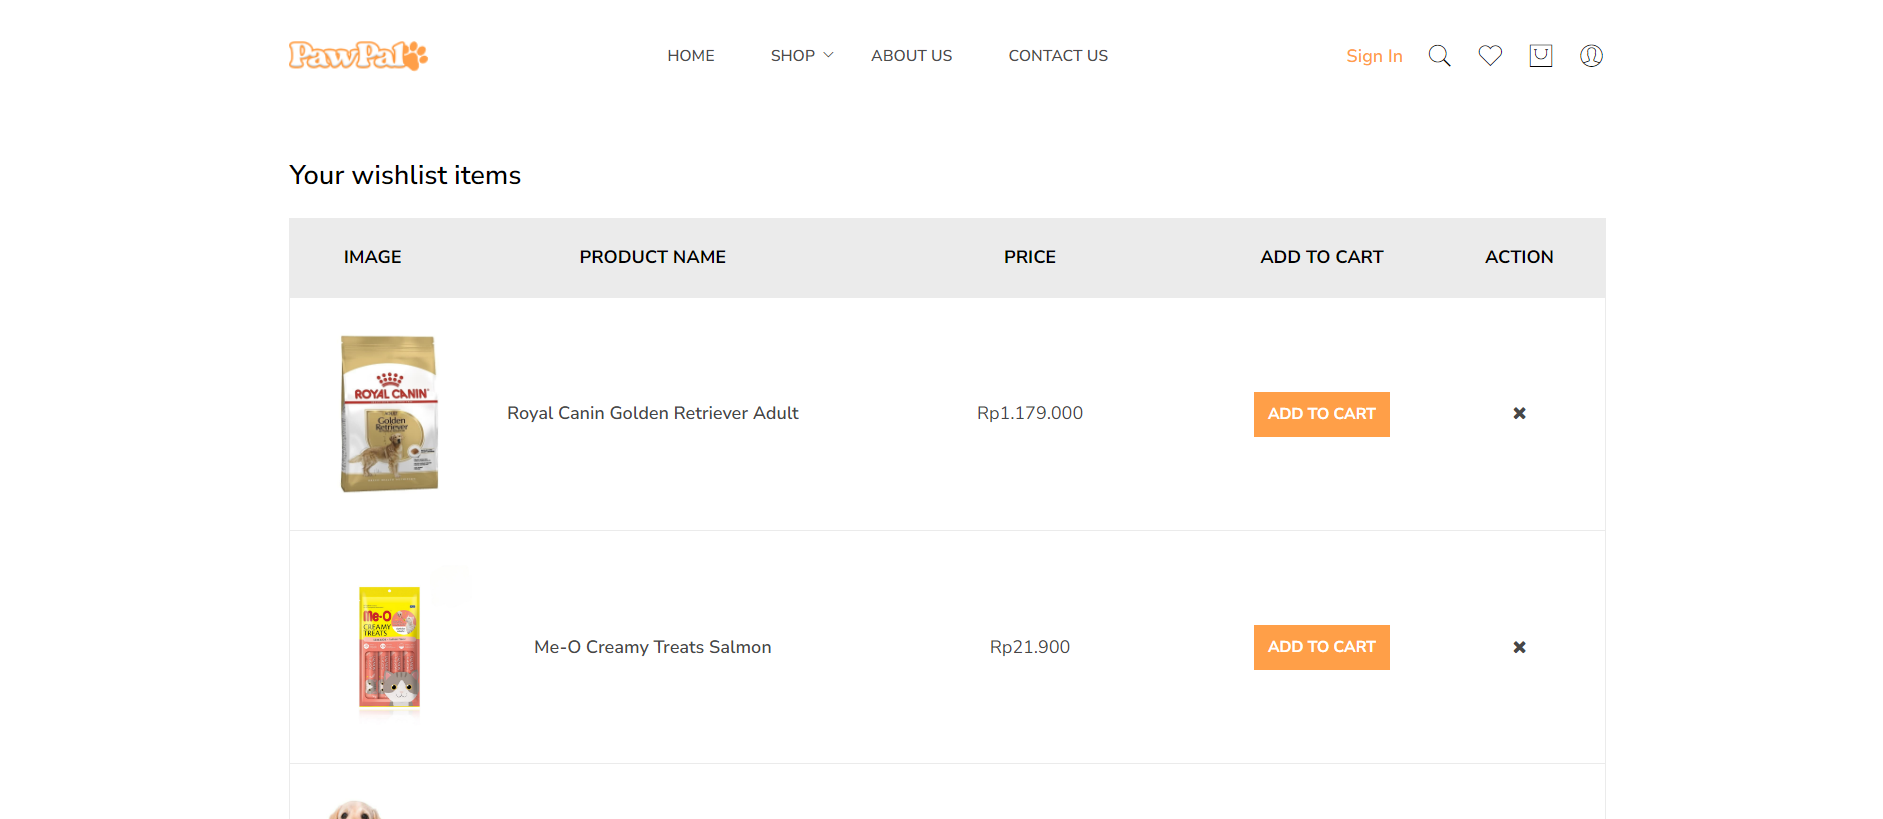 PawPal
HOME SHOP ABOUT US CONTACT US
Sign In
Your wishlist items
IMAGE PRODUCT NAME PRICE ADD TO CART ACTION
ROYAL CANIN
Golden
Retriever
Royal Canin Golden Retriever Adult Rp1.179.000 ADD TO CART
Me-O
CREAMY
TREATS
Me-O Creamy Treats Salmon Rp21.900 ADD TO CART